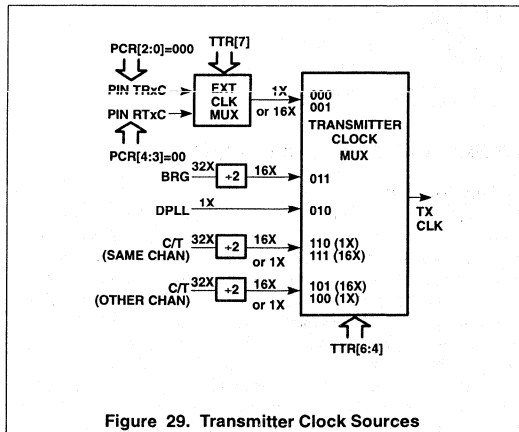 PCR[2:0]=000
TTR[7]
PIN TRxC
EXT
CLK
MUX
1X
or 16X
000
001
PIN RTxC
TRANSMITTER
CLOCK
MUX
PCR[4:3]=00
BRG
32X
÷2
16X
011
DPLL
1X
010
TX
CLK
C/T
(SAME CHAN)
32X
÷2
16X
or 1X
110 (1X)
111 (16X)
C/T
(OTHER CHAN)
32X
÷2
16X
or 1X
101 (16X)
100 (1X)
TTR[6:4]
Figure 29. Transmitter Clock Sources